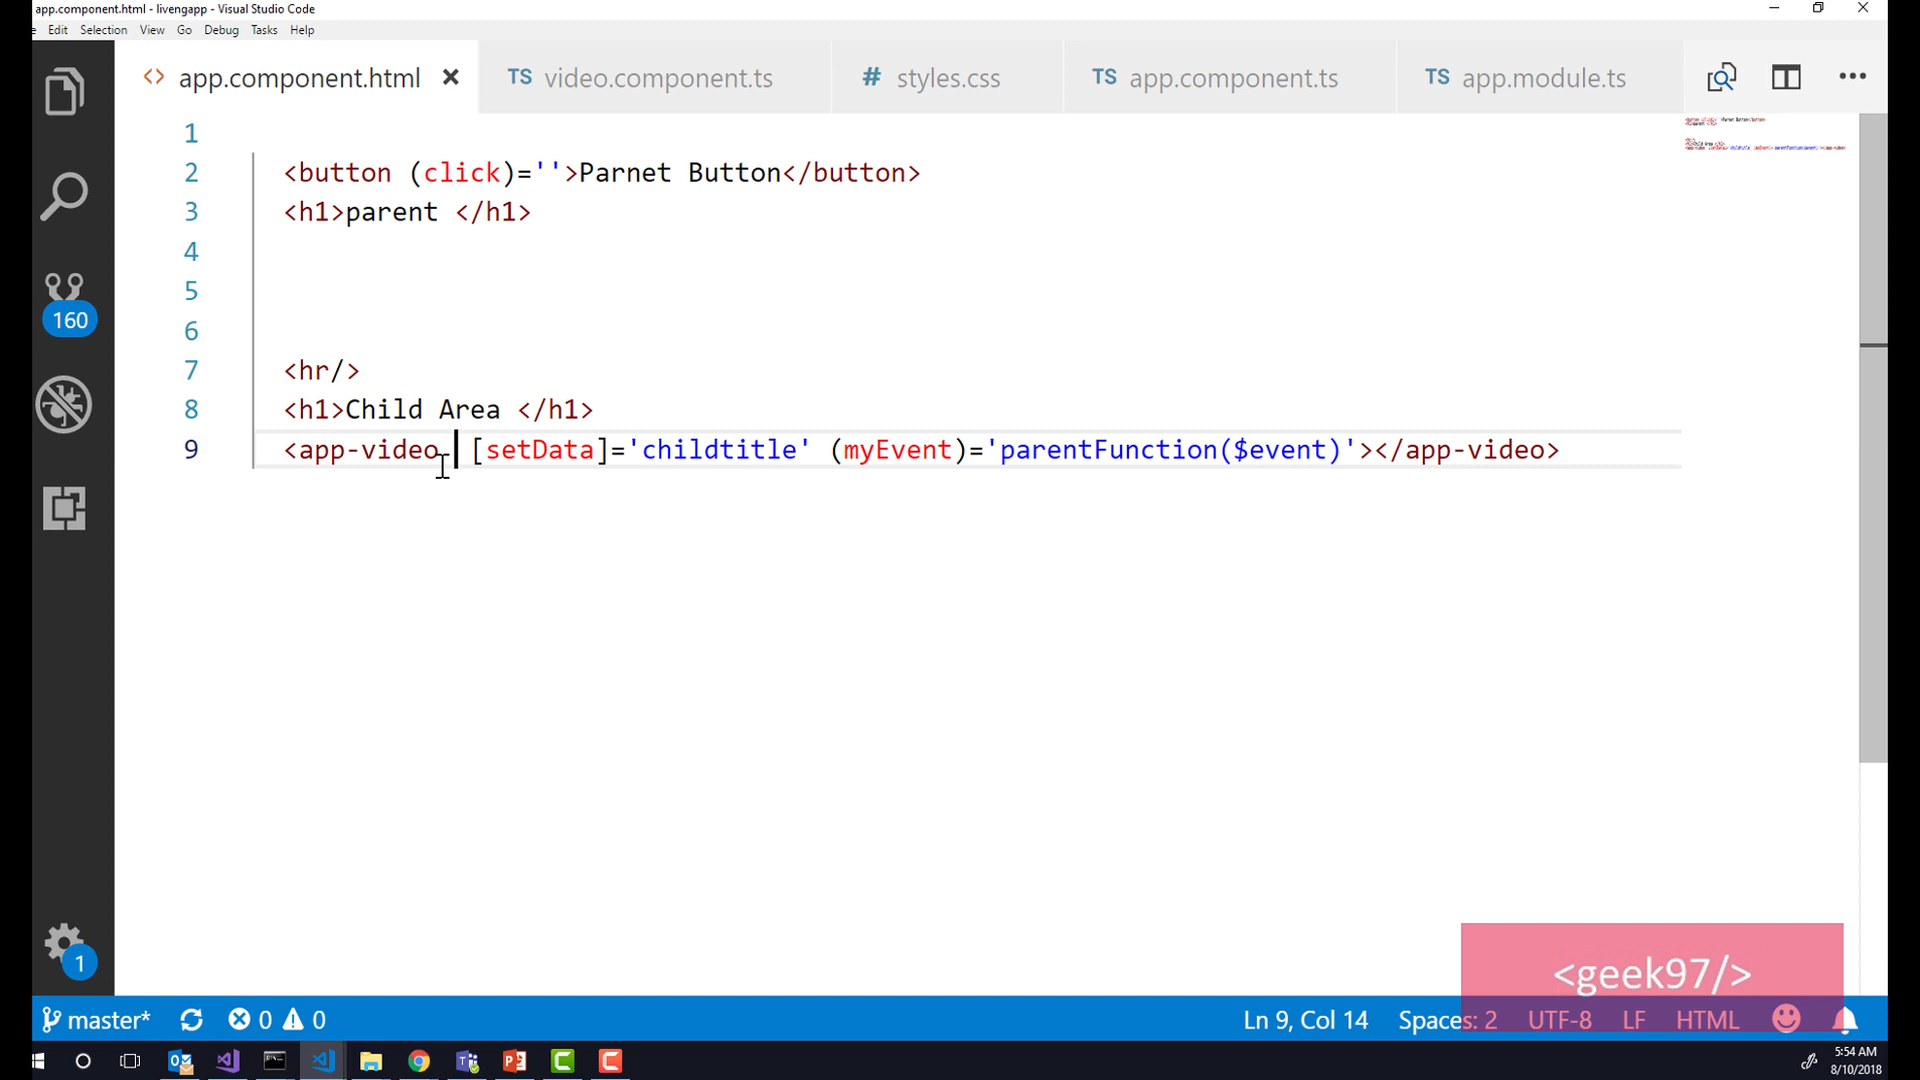 app.component.html - livengapp - Visual Studio Code
Edit Selection View Go Debug Tasks Help
<> app.component.html TS video.component.ts # styles.css TS app.component.ts TS app.module.ts
1
2 <button (click)=''>Parnet Button</button>
3 <h1>parent </h1>
4
5
6
7 <hr/>
8 <h1>Child Area </h1>
9 <app-video  [setData]='childtitle' (myEvent)='parentFunction($event)'></app-video>
160
1
<geek97/>
master* 0 0 Ln 9, Col 14 Spaces: 2 UTF-8 LF HTML
5:54 AM
8/10/2018